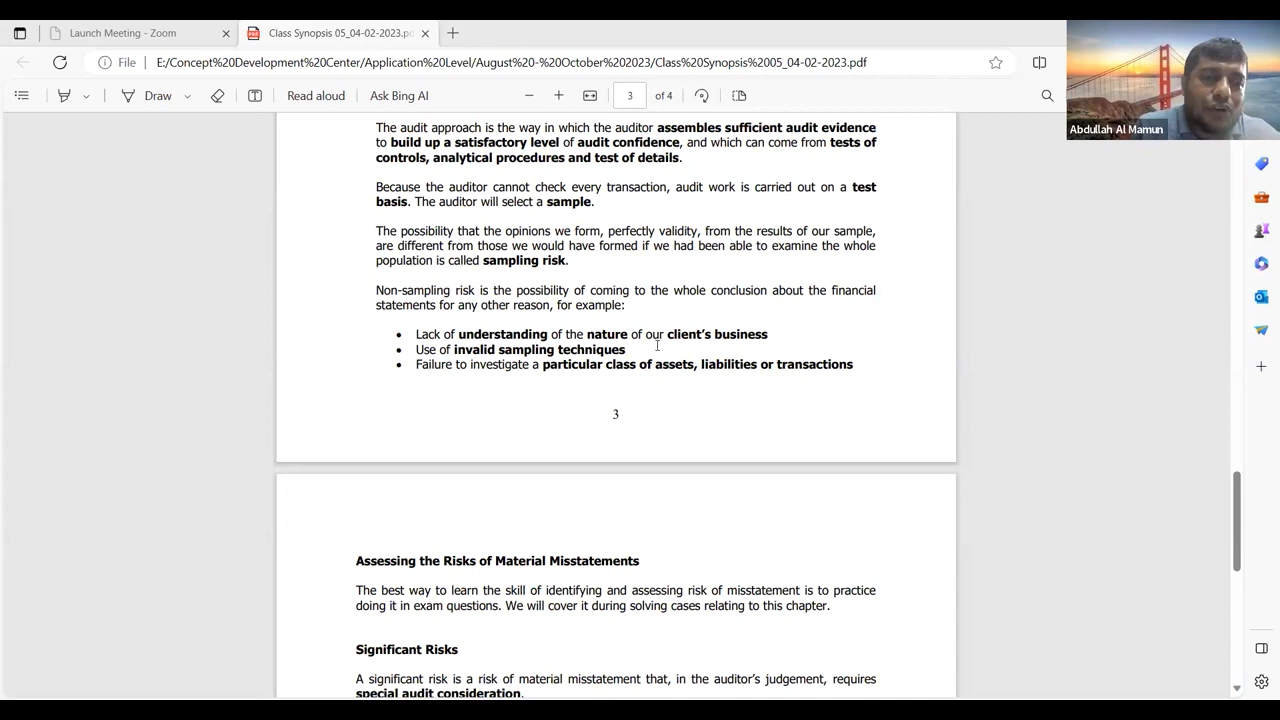 Launch Meeting - Zoom
Class Synopsis 05_04-02-2023.p
File
E:/Concept%20Development%20Center/Application%20Level/August%20-%20October%202023/Class%20Synopsis%2005_04-02-2023.pdf
Draw
Read aloud
Ask Bing AI
3 of 4
Abdullah Al Mamun
The audit approach is the way in which the auditor assembles sufficient audit evidence
to build up a satisfactory level of audit confidence, and which can come from tests of
controls, analytical procedures and test of details.
Because the auditor cannot check every transaction, audit work is carried out on a test
basis. The auditor will select a sample.
The possibility that the opinions we form, perfectly validity, from the results of our sample,
are different from those we would have formed if we had been able to examine the whole
population is called sampling risk.
Non-sampling risk is the possibility of coming to the whole conclusion about the financial
statements for any other reason, for example:
• Lack of understanding of the nature of our client's business
• Use of invalid sampling techniques
• Failure to investigate a particular class of assets, liabilities or transactions
3
Assessing the Risks of Material Misstatements
The best way to learn the skill of identifying and assessing risk of misstatement is to practice
doing it in exam questions. We will cover it during solving cases relating to this chapter.
Significant Risks
A significant risk is a risk of material misstatement that, in the auditor's judgement, requires
special audit consideration.